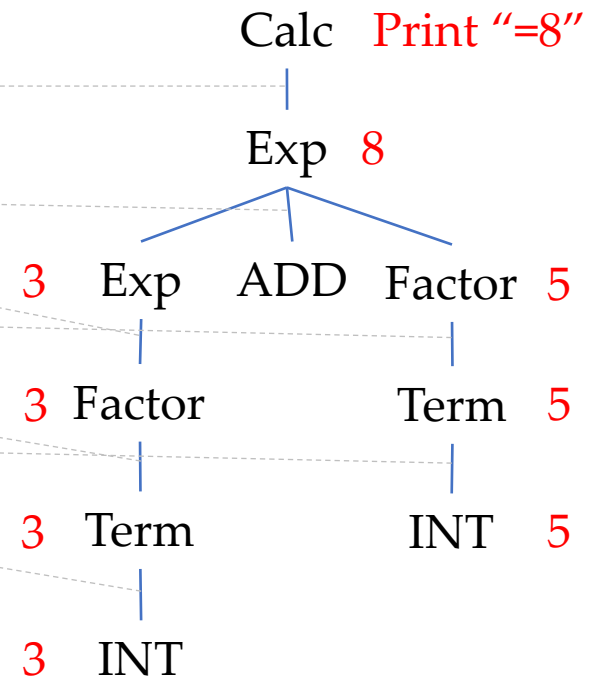 Calc Print “=8”
Exp 8
3 Exp ADD Factor 5
3 Factor Term 5
3 Term INT 5
3 INT